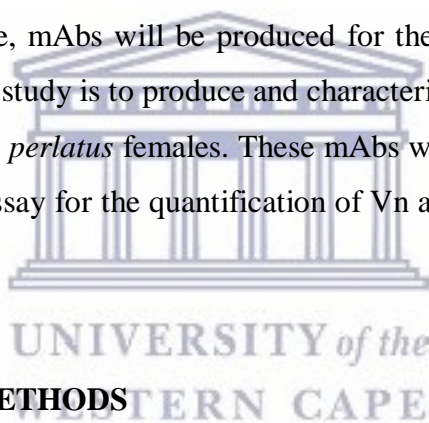 e, mAbs will be produced for the
study is to produce and characteri
perlatus females. These mAbs w
ssay for the quantification of Vn a
UNIVERSITY of the
ETHODS
WESTERN CAPE